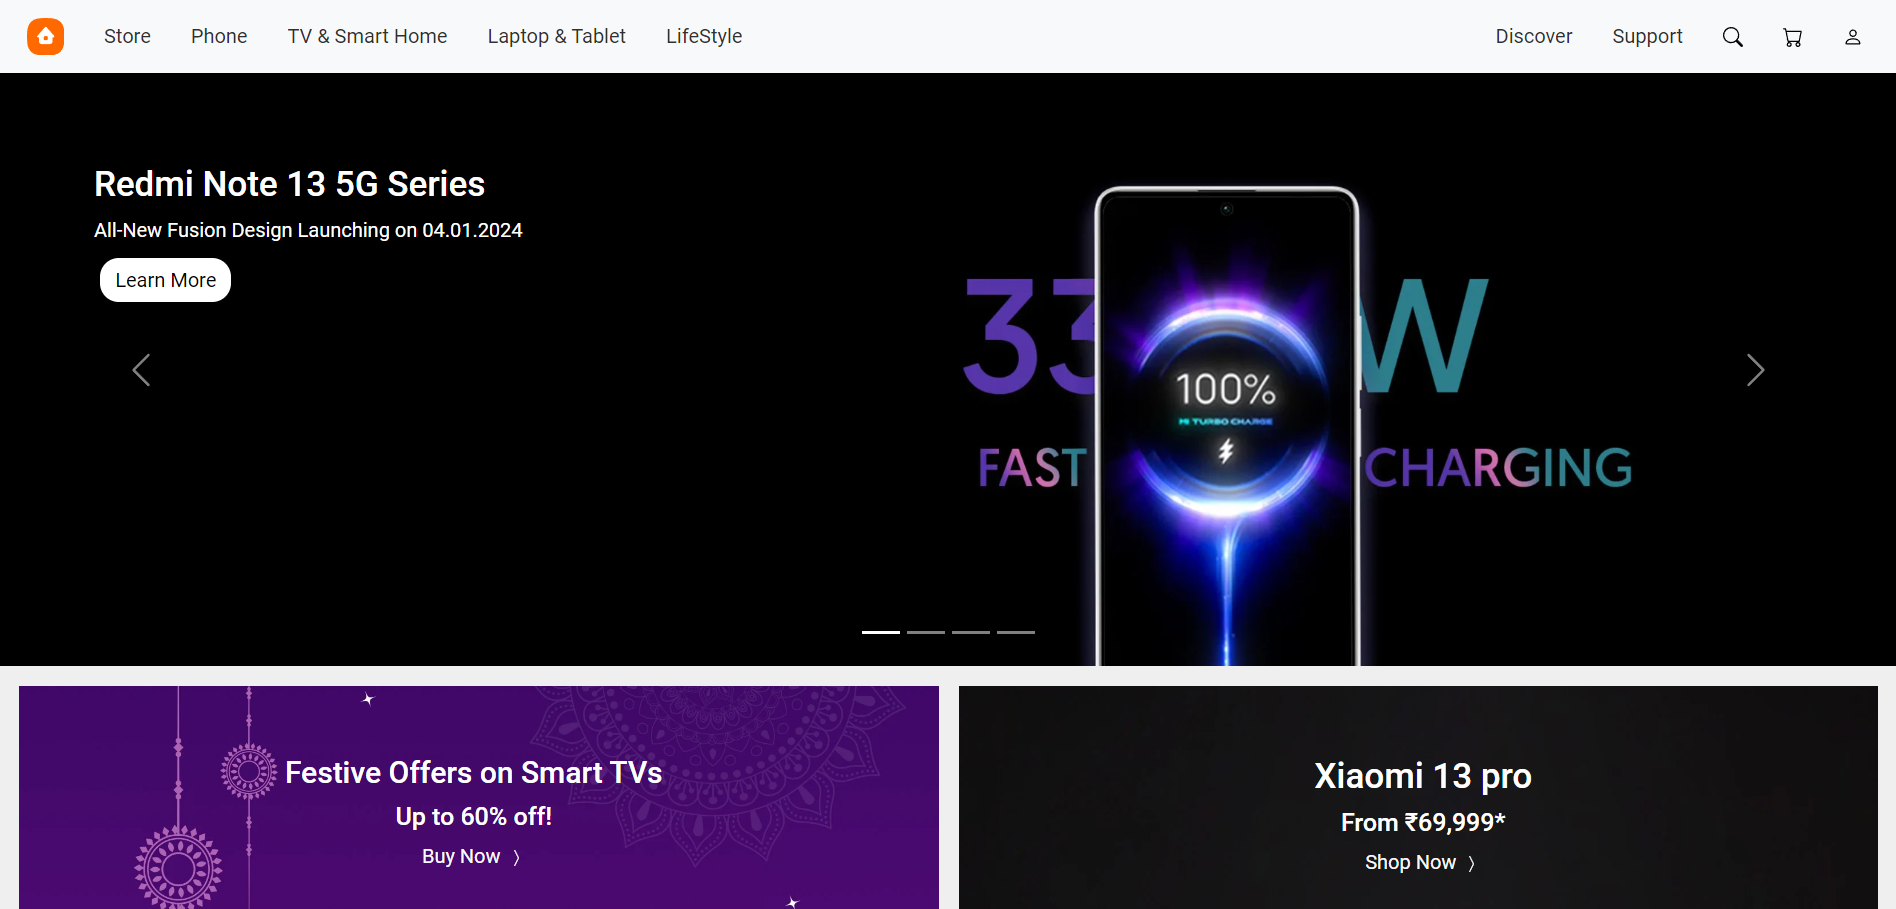 Store Phone TV & Smart Home Laptop & Tablet LifeStyle Discover Support
Redmi Note 13 5G Series
All-New Fusion Design Launching on 04.01.2024
Learn More
33 W
100%
MI TURBO CHARGE
FAST CHARGING
Festive Offers on Smart TVs
Up to 60% off!
Buy Now 〉
Xiaomi 13 pro
From ₹69,999*
Shop Now 〉